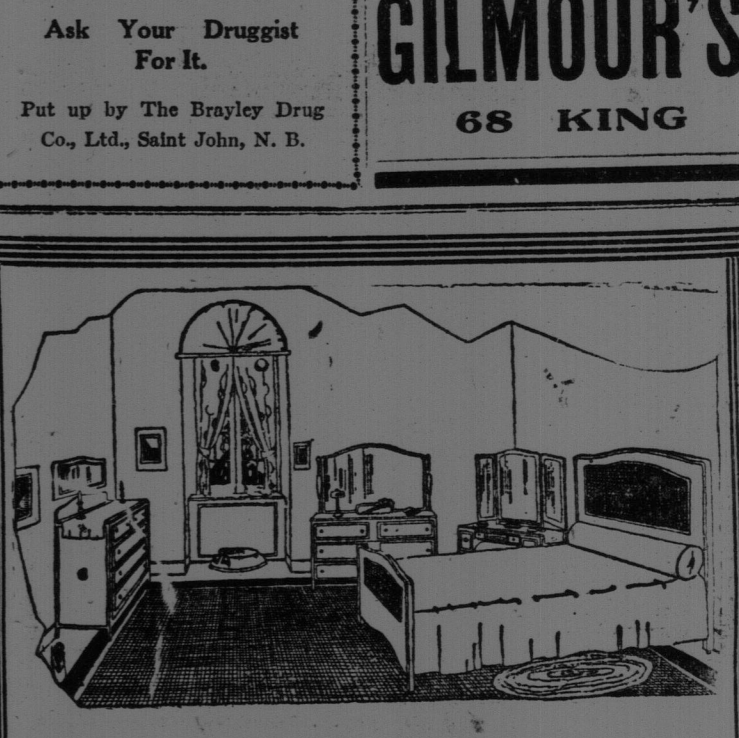 Ask Your Druggist
For It.
Put up by The Brayley Drug
Co., Ltd., Saint John, N. B.
GILMOUR'S
68 KING